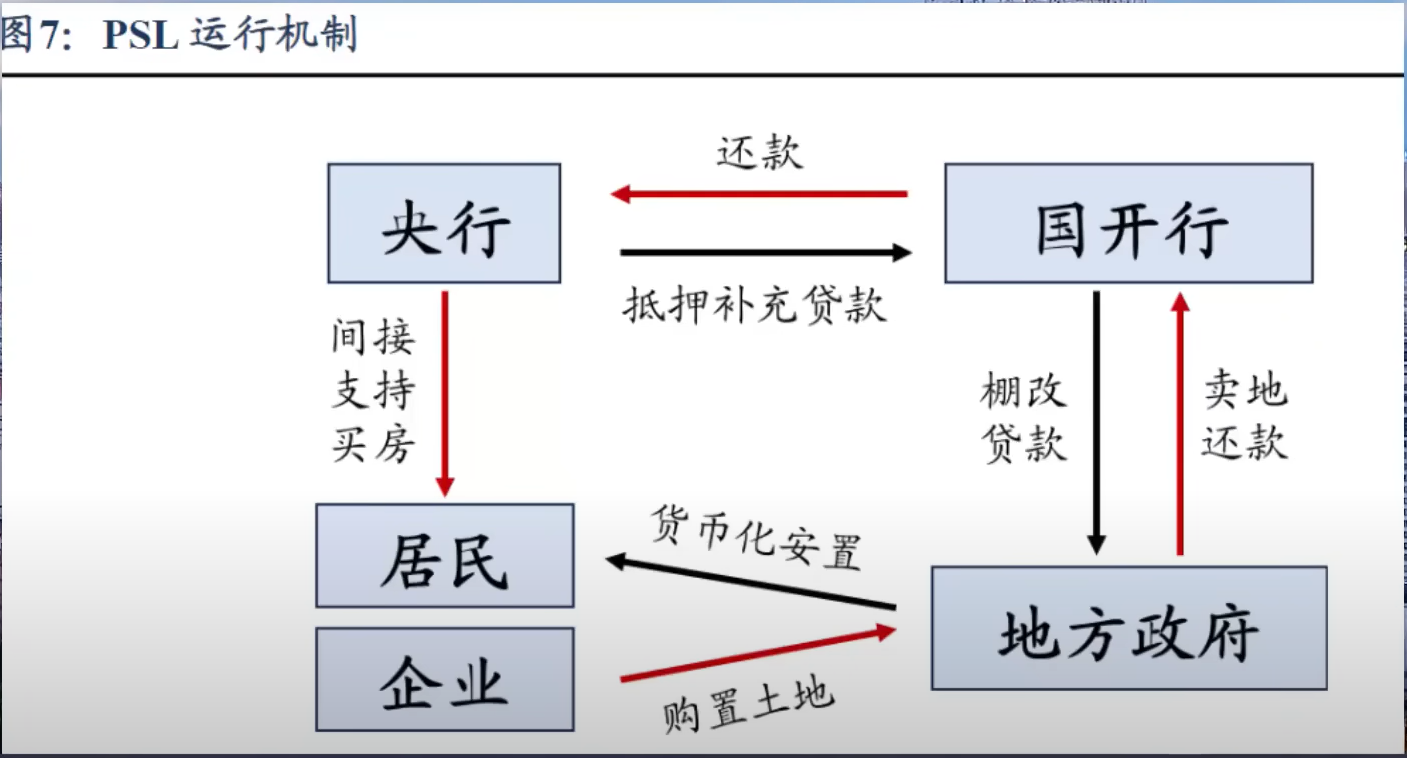 图7：PSL 运行机制
还款
央行
国开行
抵押补充贷款
间接
支持
买房
棚改
贷款
卖地
还款
货币化安置
居民
地方政府
企业
购置土地